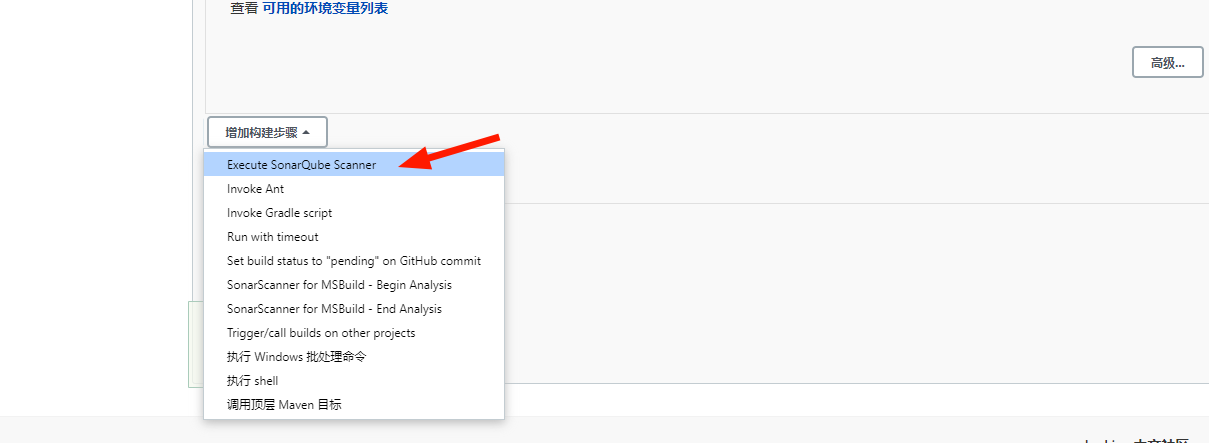 查看 可用的环境变量列表
高级...
增加构建步骤
Execute SonarQube Scanner
Invoke Ant
Invoke Gradle script
Run with timeout
Set build status to "pending" on GitHub commit
SonarScanner for MSBuild - Begin Analysis
SonarScanner for MSBuild - End Analysis
Trigger/call builds on other projects
执行 Windows 批处理命令
执行 shell
调用顶层 Maven 目标